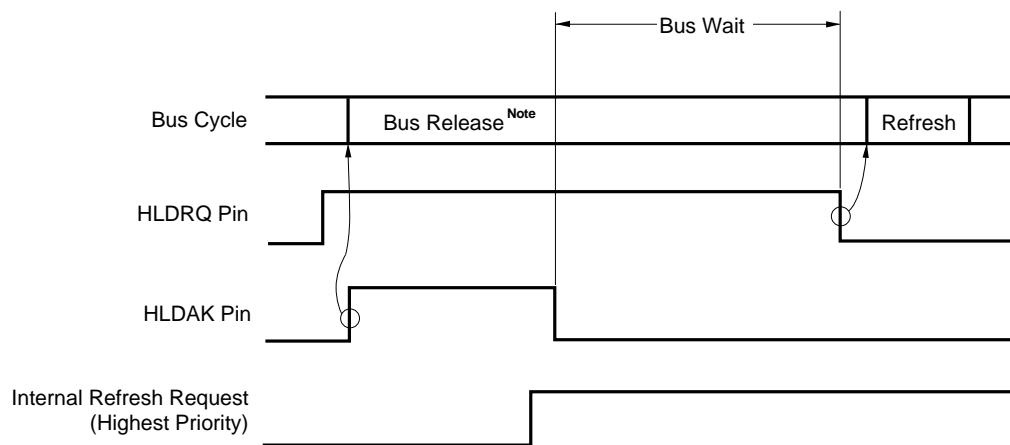 Bus Wait
Bus Cycle
Bus Release Note
Refresh
HLDRQ Pin
HLDAK Pin
Internal Refresh Request
(Highest Priority)